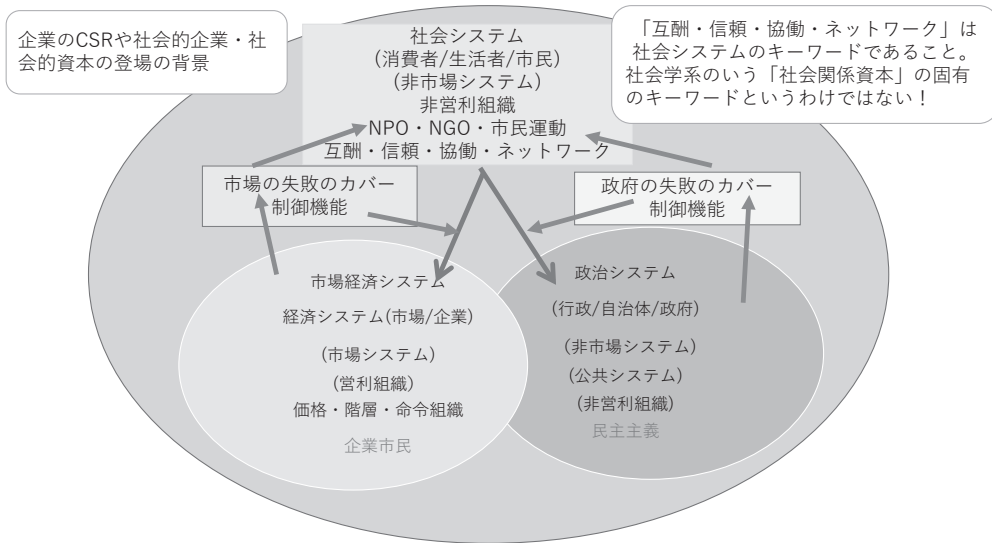 企業のCSRや社会的企業・社
会的資本の登場の背景
社会システム
(消費者/生活者/市民)
(非市場システム)
非営利組織
NPO・NGO・市民運動
互酬・信頼・協働・ネットワーク
「互酬・信頼・協働・ネットワーク」は
社会システムのキーワードであること。
社会学系のいう「社会関係資本」の固有
のキーワードというわけではない！
市場の失敗のカバー
制御機能
政府の失敗のカバー
制御機能
市場経済システム
経済システム(市場/企業)
(市場システム)
(営利組織)
価格・階層・命令組織
企業市民
政治システム
(行政/自治体/政府)
(非市場システム)
(公共システム)
(非営利組織)
民主主義